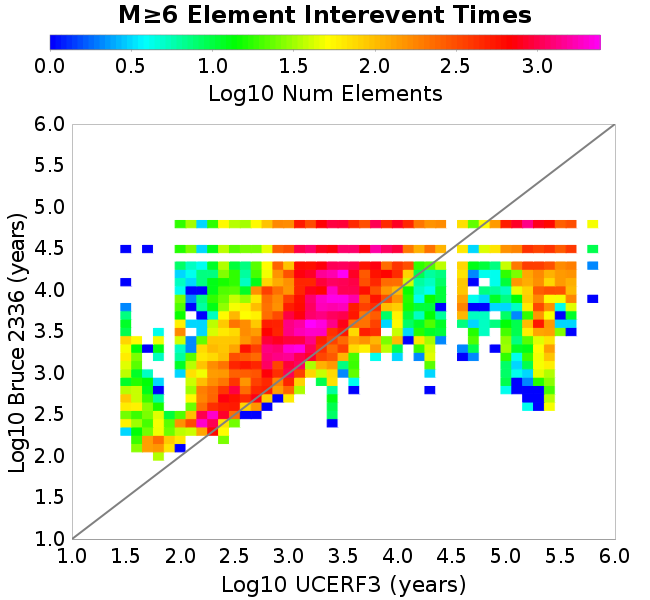 M≥6 Element Interevent Times
0.0 0.5 1.0 1.5 2.0 2.5 3.0
Log10 Num Elements
6.0
5.5
5.0
4.5
4.0
3.5
3.0
2.5
2.0
1.5
1.0
Log10 Bruce 2336 (years)
1.0 1.5 2.0 2.5 3.0 3.5 4.0 4.5 5.0 5.5 6.0
Log10 UCERF3 (years)